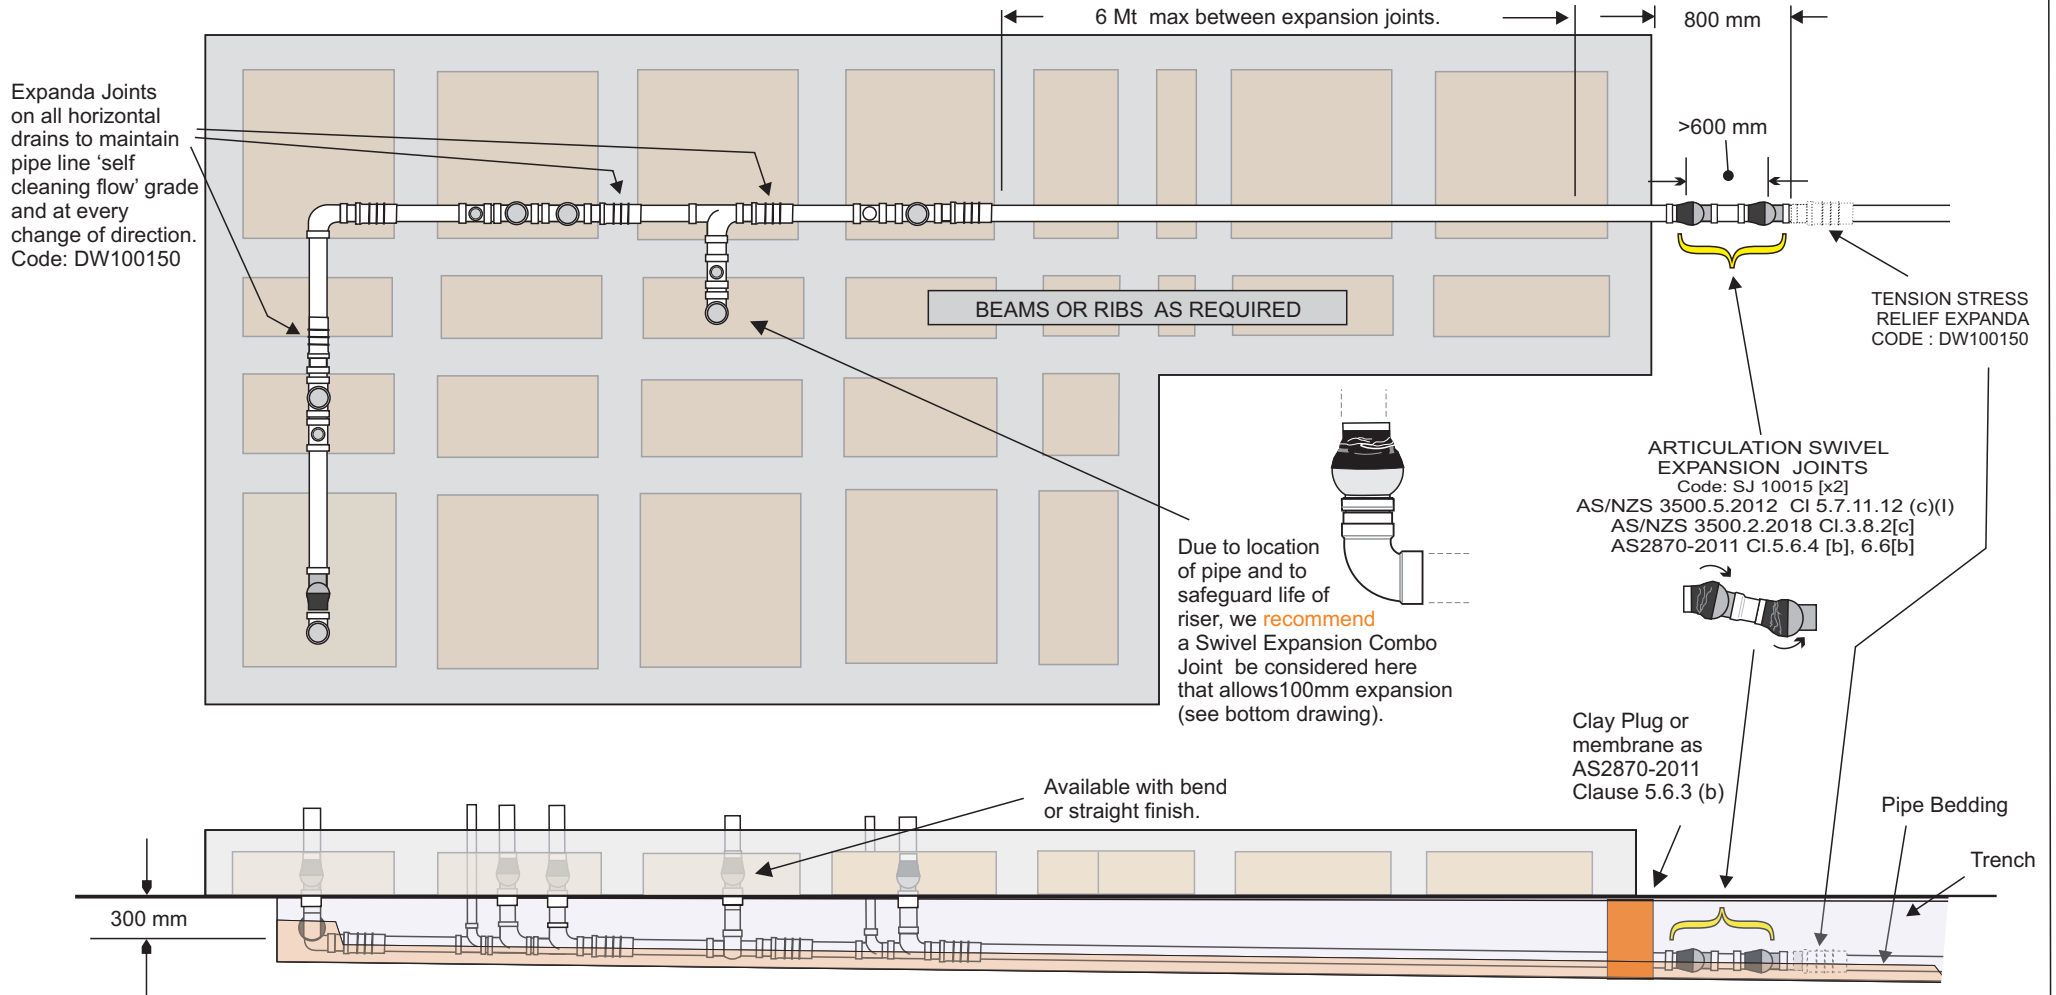 6 Mt  max between expansion joints.
800 mm
Expanda Joints
on all horizontal
drains to maintain
pipe line ‘self
cleaning flow’ grade
and at every
change of direction.
Code: DW100150
>600 mm
BEAMS OR RIBS  AS REQUIRED
TENSION STRESS
RELIEF EXPANDA
CODE : DW100150
ARTICULATION SWIVEL
EXPANSION  JOINTS
Code: SJ 10015 [x2]
AS/NZS 3500.5.2012  Cl 5.7.11.12 (c)(I)
AS/NZS 3500.2.2018 Cl.3.8.2[c]
AS2870-2011 Cl.5.6.4 [b], 6.6[b]
Due to location
of pipe and to
safeguard life of
riser, we recommend
a Swivel Expansion Combo
Joint  be considered here
that allows100mm expansion
(see bottom drawing).
Clay Plug or
membrane as
AS2870-2011
Clause 5.6.3 (b)
Available with bend
or straight finish.
Pipe Bedding
Trench
300 mm